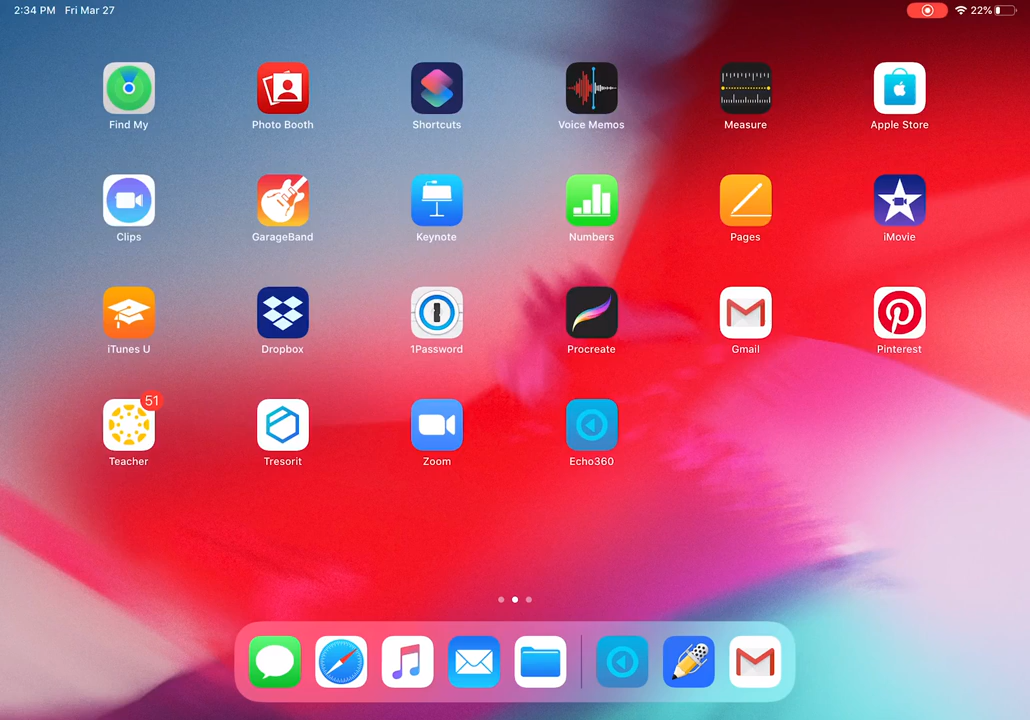 2:34 PM Fri Mar 27 22%
Find My Photo Booth Shortcuts Voice Memos Measure Apple Store
Clips GarageBand Keynote Numbers Pages iMovie
iTunes U Dropbox 1Password Procreate Gmail Pinterest
51
Teacher Tresorit Zoom Echo360